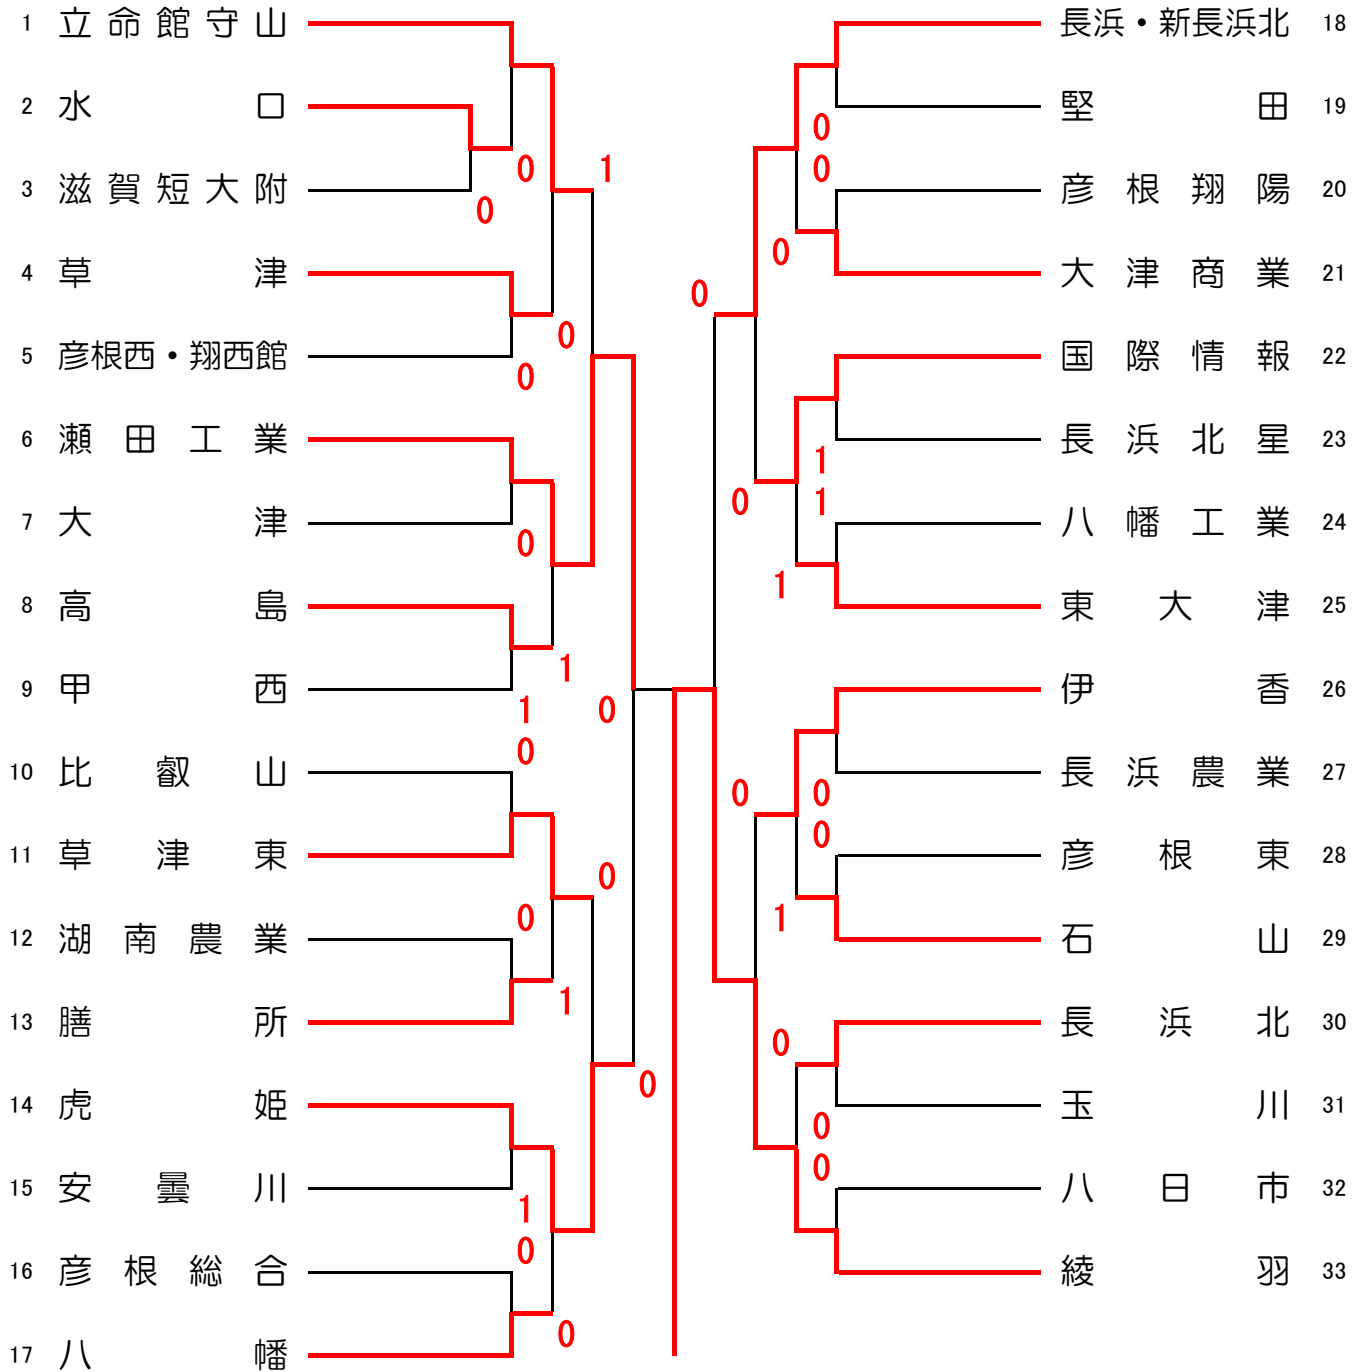 1 立命館守山
2 水口
3 滋賀短大附
4 草津
5 彦根西・翔西館
6 瀬田工業
7 大津
8 高島
9 甲西
10 比叡山
11 草津東
12 湖南農業
13 膳所
14 虎姫
15 安曇川
16 彦根総合
17 八幡
0
1
0
0
0
0
1
1
0
0
0
0
1
0
1
0
0
長浜・新長浜北 18
堅田 19
彦根翔陽 20
大津商業 21
国際情報 22
長浜北星 23
八幡工業 24
東大津 25
伊香 26
長浜農業 27
彦根東 28
石山 29
長浜北 30
玉川 31
八日市 32
綾羽 33
0
0
0
0
1
0
1
1
0
0
0
1
0
0
0